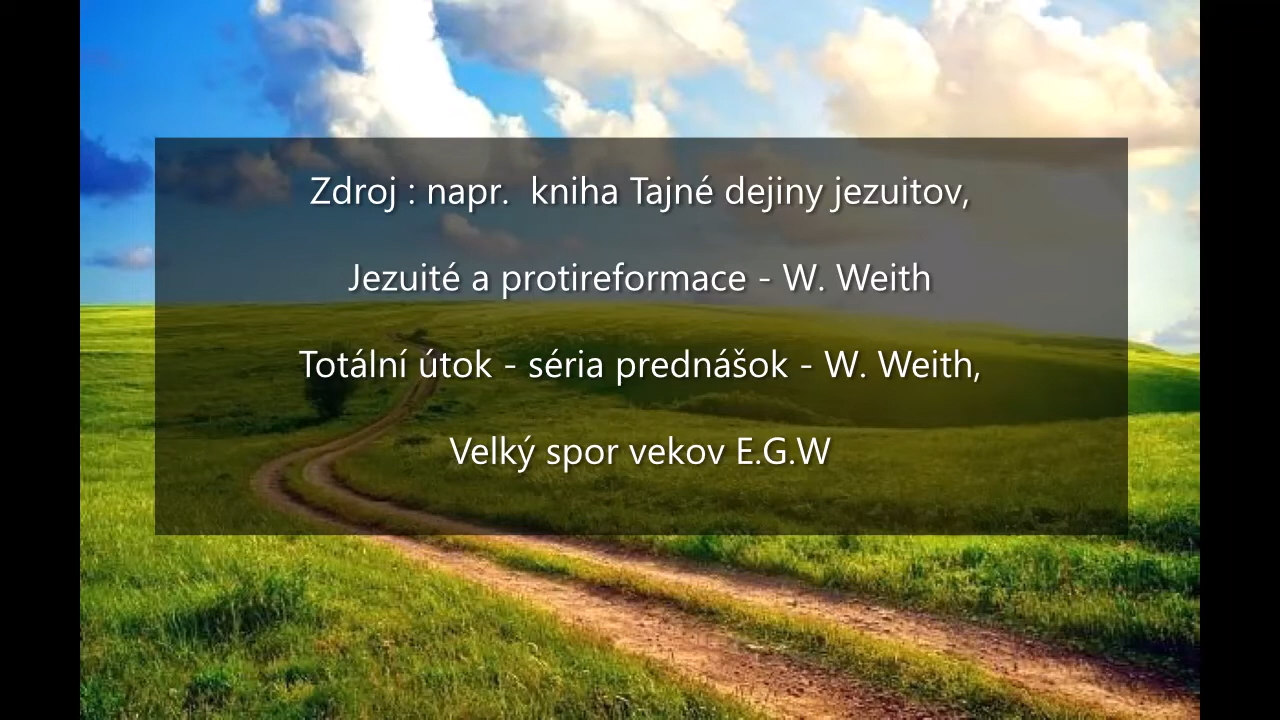 Zdroj : napr.  kniha Tajné dejiny jezuitov,
Jezuité a protireformace - W. Weith
Totální útok - séria prednášok - W. Weith,
Velký spor vekov E.G.W